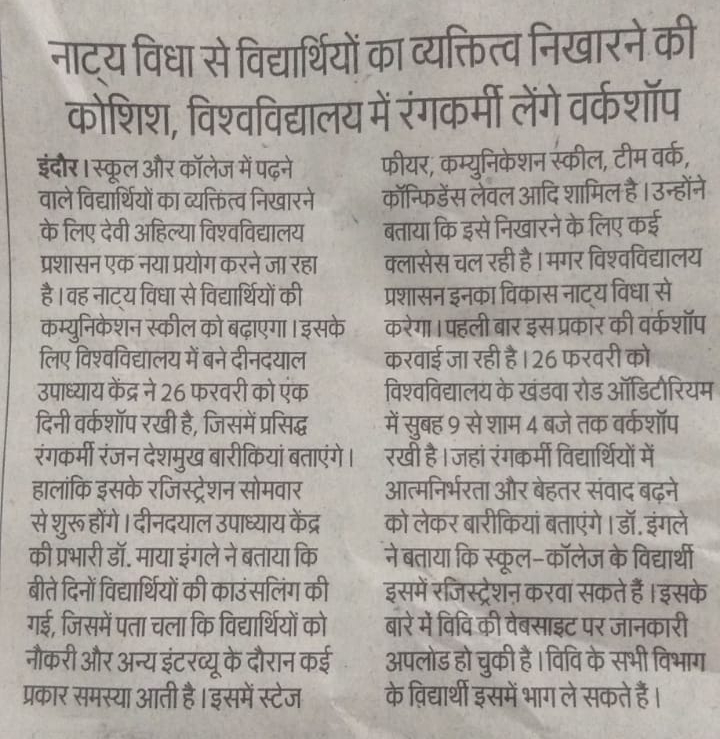 नाट्य विधा से विद्यार्थियों का व्यक्तित्व निखारने की
कोशिश, विश्वविद्यालय में रंगकर्मी लेंगे वर्कशॉप
इंदौर। स्कूल और कॉलेज में पढ़ने
वाले विद्यार्थियों का व्यक्तित्व निखारने
के लिए देवी अहिल्या विश्वविद्यालय
प्रशासन एक नया प्रयोग करने जा रहा
है। वह नाट्य विधा से विद्यार्थियों की
कम्युनिकेशन स्कील को बढ़ाएगा। इसके
लिए विश्वविद्यालय में बने दीनदयाल
उपाध्याय केंद्र ने 26 फरवरी को एक
दिनी वर्कशॉप रखी है, जिसमें प्रसिद्ध
रंगकर्मी रंजन देशमुख बारीकियां बताएंगे।
हालांकि इसके रजिस्ट्रेशन सोमवार
से शुरू होंगे। दीनदयाल उपाध्याय केंद्र
की प्रभारी डॉ. माया इंगले ने बताया कि
बीते दिनों विद्यार्थियों की काउंसलिंग की
गई, जिसमें पता चला कि विद्यार्थियों को
नौकरी और अन्य इंटरव्यू के दौरान कई
प्रकार समस्या आती है। इसमें स्टेज
फीयर, कम्युनिकेशन स्कील, टीम वर्क,
कॉन्फिडेंस लेवल आदि शामिल है। उन्होंने
बताया कि इसे निखारने के लिए कई
क्लासेस चल रही है। मगर विश्वविद्यालय
प्रशासन इनका विकास नाट्य विधा से
करेगा। पहली बार इस प्रकार की वर्कशॉप
करवाई जा रही है। 26 फरवरी को
विश्वविद्यालय के खंडवा रोड ऑडिटोरियम
में सुबह 9 से शाम 4 बजे तक वर्कशॉप
रखी है। जहां रंगकर्मी विद्यार्थियों में
आत्मनिर्भरता और बेहतर संवाद बढ़ने
को लेकर बारीकियां बताएंगे। डॉ. इंगले
ने बताया कि स्कूल-कॉलेज के विद्यार्थी
इसमें रजिस्ट्रेशन करवा सकते हैं। इसके
बारे में विवि की वेबसाइट पर जानकारी
अपलोड हो चुकी है। विवि के सभी विभाग
के विद्यार्थी इसमें भाग ले सकते हैं।